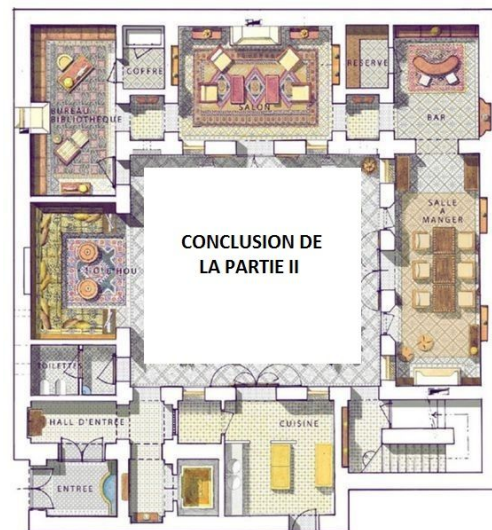 COFFRE
SALON
RESERVE
BAR
BUREAU
BIBLIOTHEQUE
SALLE
A
MANGER
CONCLUSION DE
LA PARTIE II
TOILETTES
HALL D'ENTREE
CUISINE
ENTREE